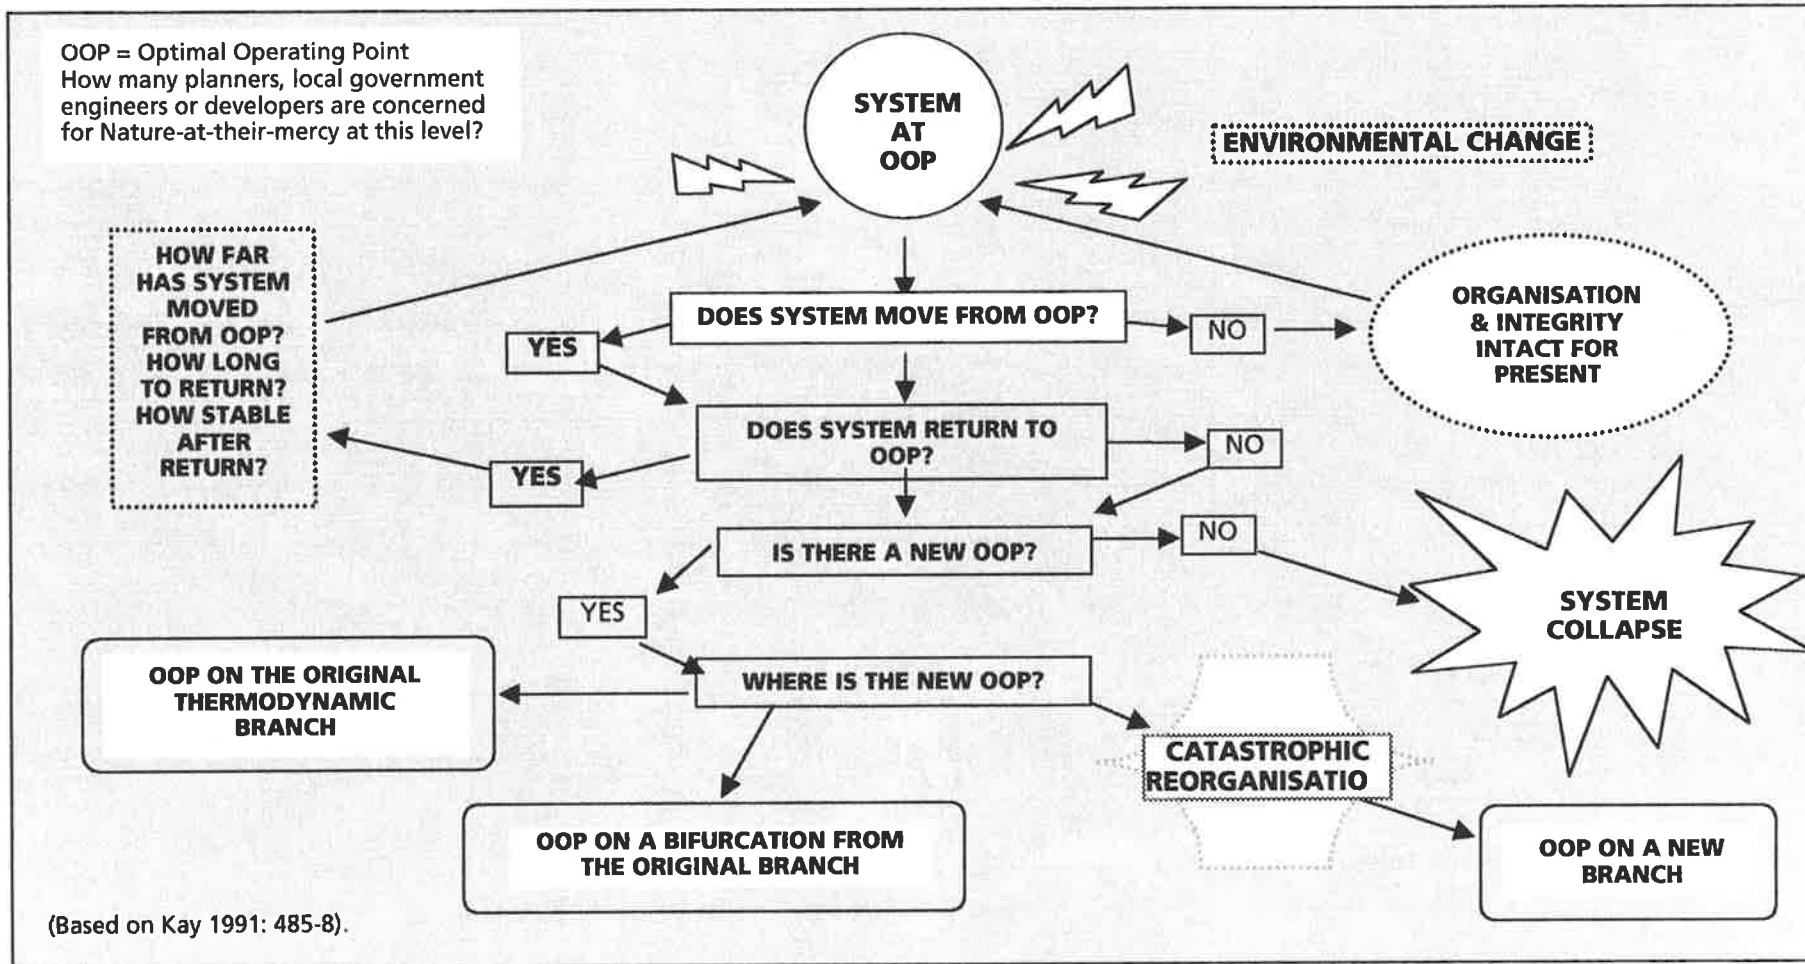 OOP = Optimal Operating Point
How many planners, local government
engineers or developers are concerned
for Nature-at-their-mercy at this level?
SYSTEM
AT
OOP
ENVIRONMENTAL CHANGE
HOW FAR
HAS SYSTEM
MOVED
FROM OOP?
HOW LONG
TO RETURN?
HOW STABLE
AFTER
RETURN?
DOES SYSTEM MOVE FROM OOP?
YES
NO
ORGANISATION
& INTEGRITY
INTACT FOR
PRESENT
DOES SYSTEM RETURN TO
OOP?
YES
NO
IS THERE A NEW OOP?
NO
YES
SYSTEM
COLLAPSE
WHERE IS THE NEW OOP?
OOP ON THE ORIGINAL
THERMODYNAMIC
BRANCH
CATASTROPHIC
REORGANISATIO
OOP ON A BIFURCATION FROM
THE ORIGINAL BRANCH
OOP ON A NEW
BRANCH
(Based on Kay 1991: 485-8).